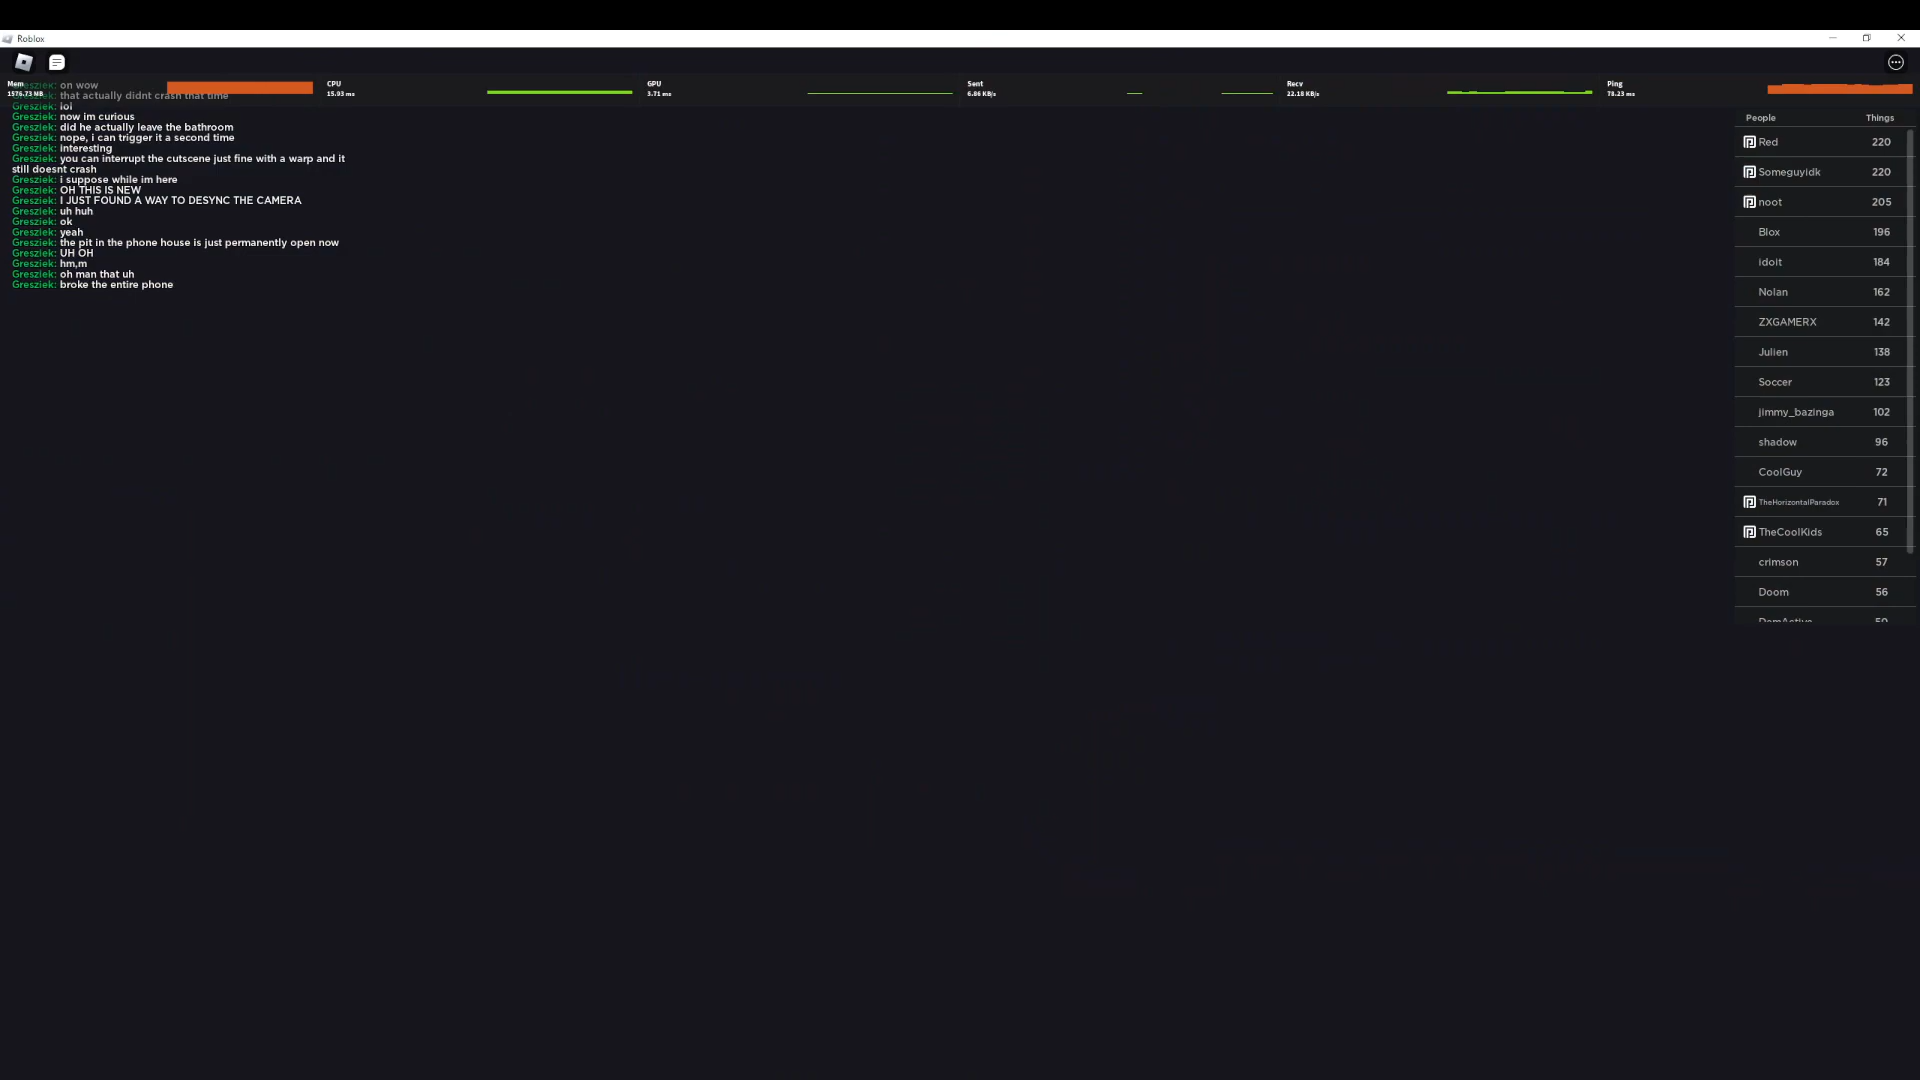 Roblox
Mem
1576.73 MB
CPU
15.93 ms
GPU
3.71 ms
Sent
6.86 KB/s
Recv
22.18 KB/s
Ping
78.23 ms
Gresziek: oh wow
Gresziek: that actually didnt crash that time
Gresziek: lol
Gresziek: now im curious
Gresziek: did he actually leave the bathroom
Gresziek: nope, i can trigger it a second time
Gresziek: interesting
Gresziek: you can interrupt the cutscene just fine with a warp and it
still doesnt crash
Gresziek: i suppose while im here
Gresziek: OH THIS IS NEW
Gresziek: I JUST FOUND A WAY TO DESYNC THE CAMERA
Gresziek: uh huh
Gresziek: ok
Gresziek: yeah
Gresziek: the pit in the phone house is just permanently open now
Gresziek: UH OH
Gresziek: hm,m
Gresziek: oh man that uh
Gresziek: broke the entire phone
People Things
Red 220
Someguyidk 220
noot 205
Blox 196
idoit 184
Nolan 162
ZXGAMERX 142
Julien 138
Soccer 123
jimmy_bazinga 102
shadow 96
CoolGuy 72
TheHorizontalParadox 71
TheCoolKids 65
crimson 57
Doom 56